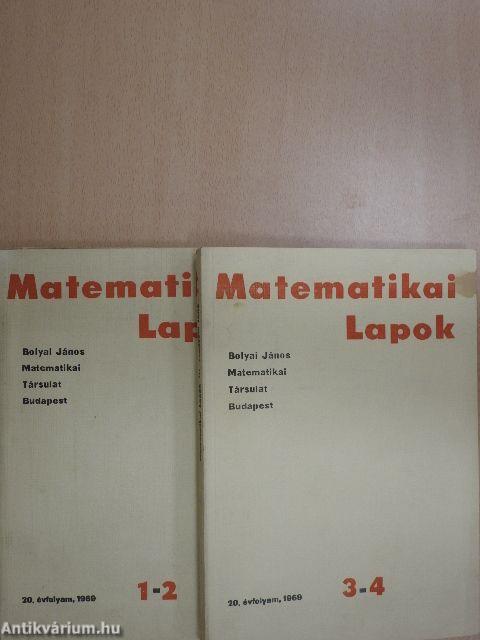 Matemati
Lap
Bolyai János
Matematikai
Társulat
Budapest
20. évfolyam, 1969
1-2
Matematikai
Lapok
Bolyai János
Matematikai
Társulat
Budapest
20. évfolyam, 1969
3-4
Antikvárium.hu